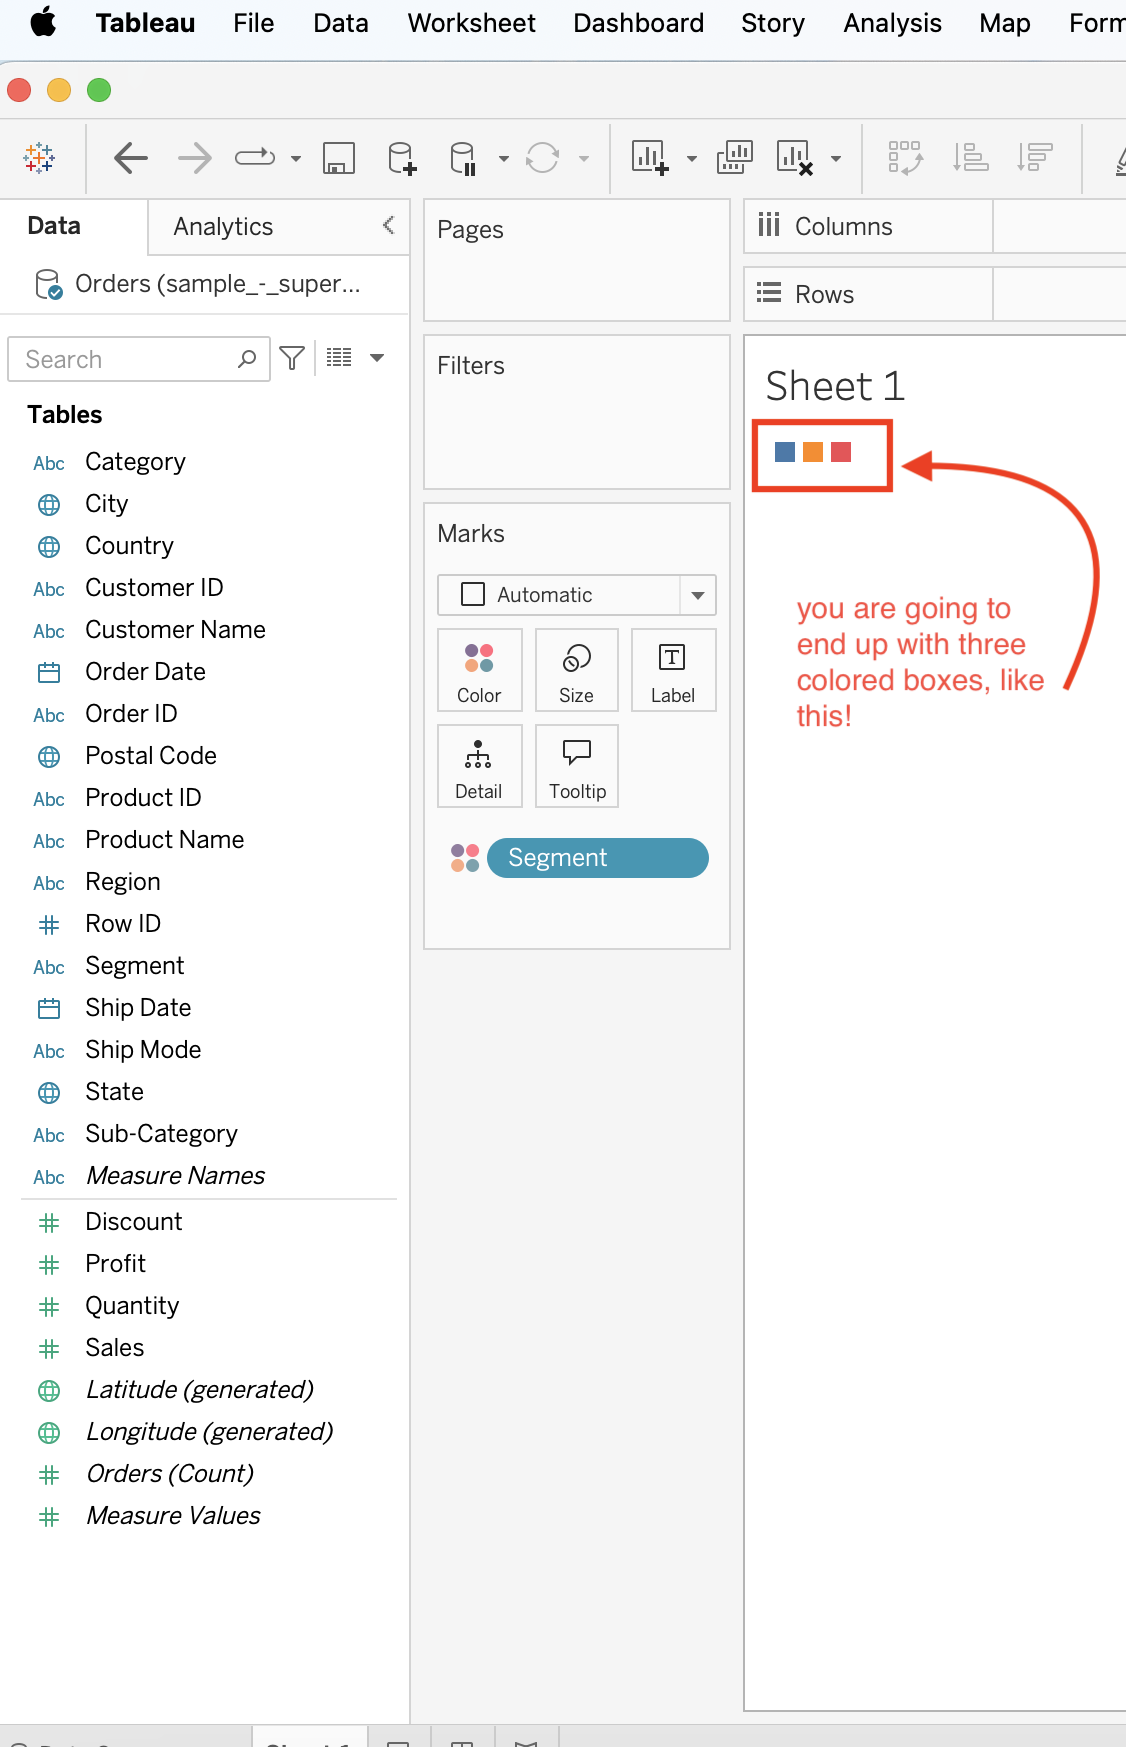 Tableau File Data Worksheet Dashboard Story Analysis Map Form
Data Analytics
Orders (sample_-_super...
Search
Tables
Abc Category
City
Country
Abc Customer ID
Abc Customer Name
Order Date
Abc Order ID
Postal Code
Abc Product ID
Abc Product Name
Abc Region
Row ID
Abc Segment
Ship Date
Abc Ship Mode
State
Abc Sub-Category
Abc Measure Names
Discount
Profit
Quantity
Sales
Latitude (generated)
Longitude (generated)
Orders (Count)
Measure Values
Pages
Filters
Marks
Automatic
Color Size Label
Detail Tooltip
Segment
Columns
Rows
Sheet 1
you are going to
end up with three
colored boxes, like
this!